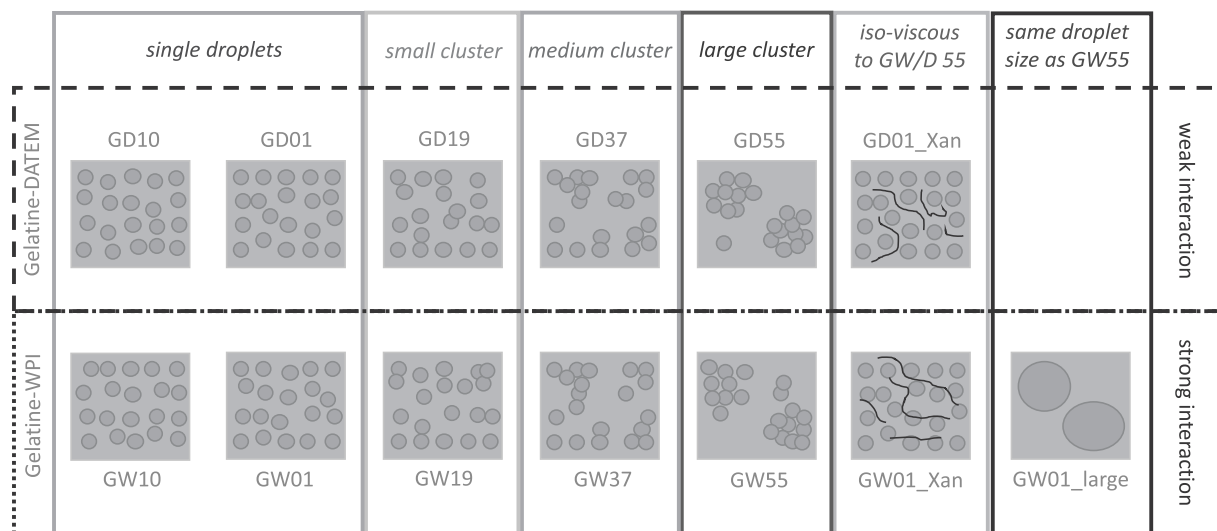 single droplets
small cluster
medium cluster
large cluster
iso-viscous
to GW/D 55
same droplet
size as GW55
Gelatine-DATEM
GD10
GD01
GD19
GD37
GD55
GD01_Xan
weak interaction
Gelatine-WPI
GW10
GW01
GW19
GW37
GW55
GW01_Xan
GW01_large
strong interaction